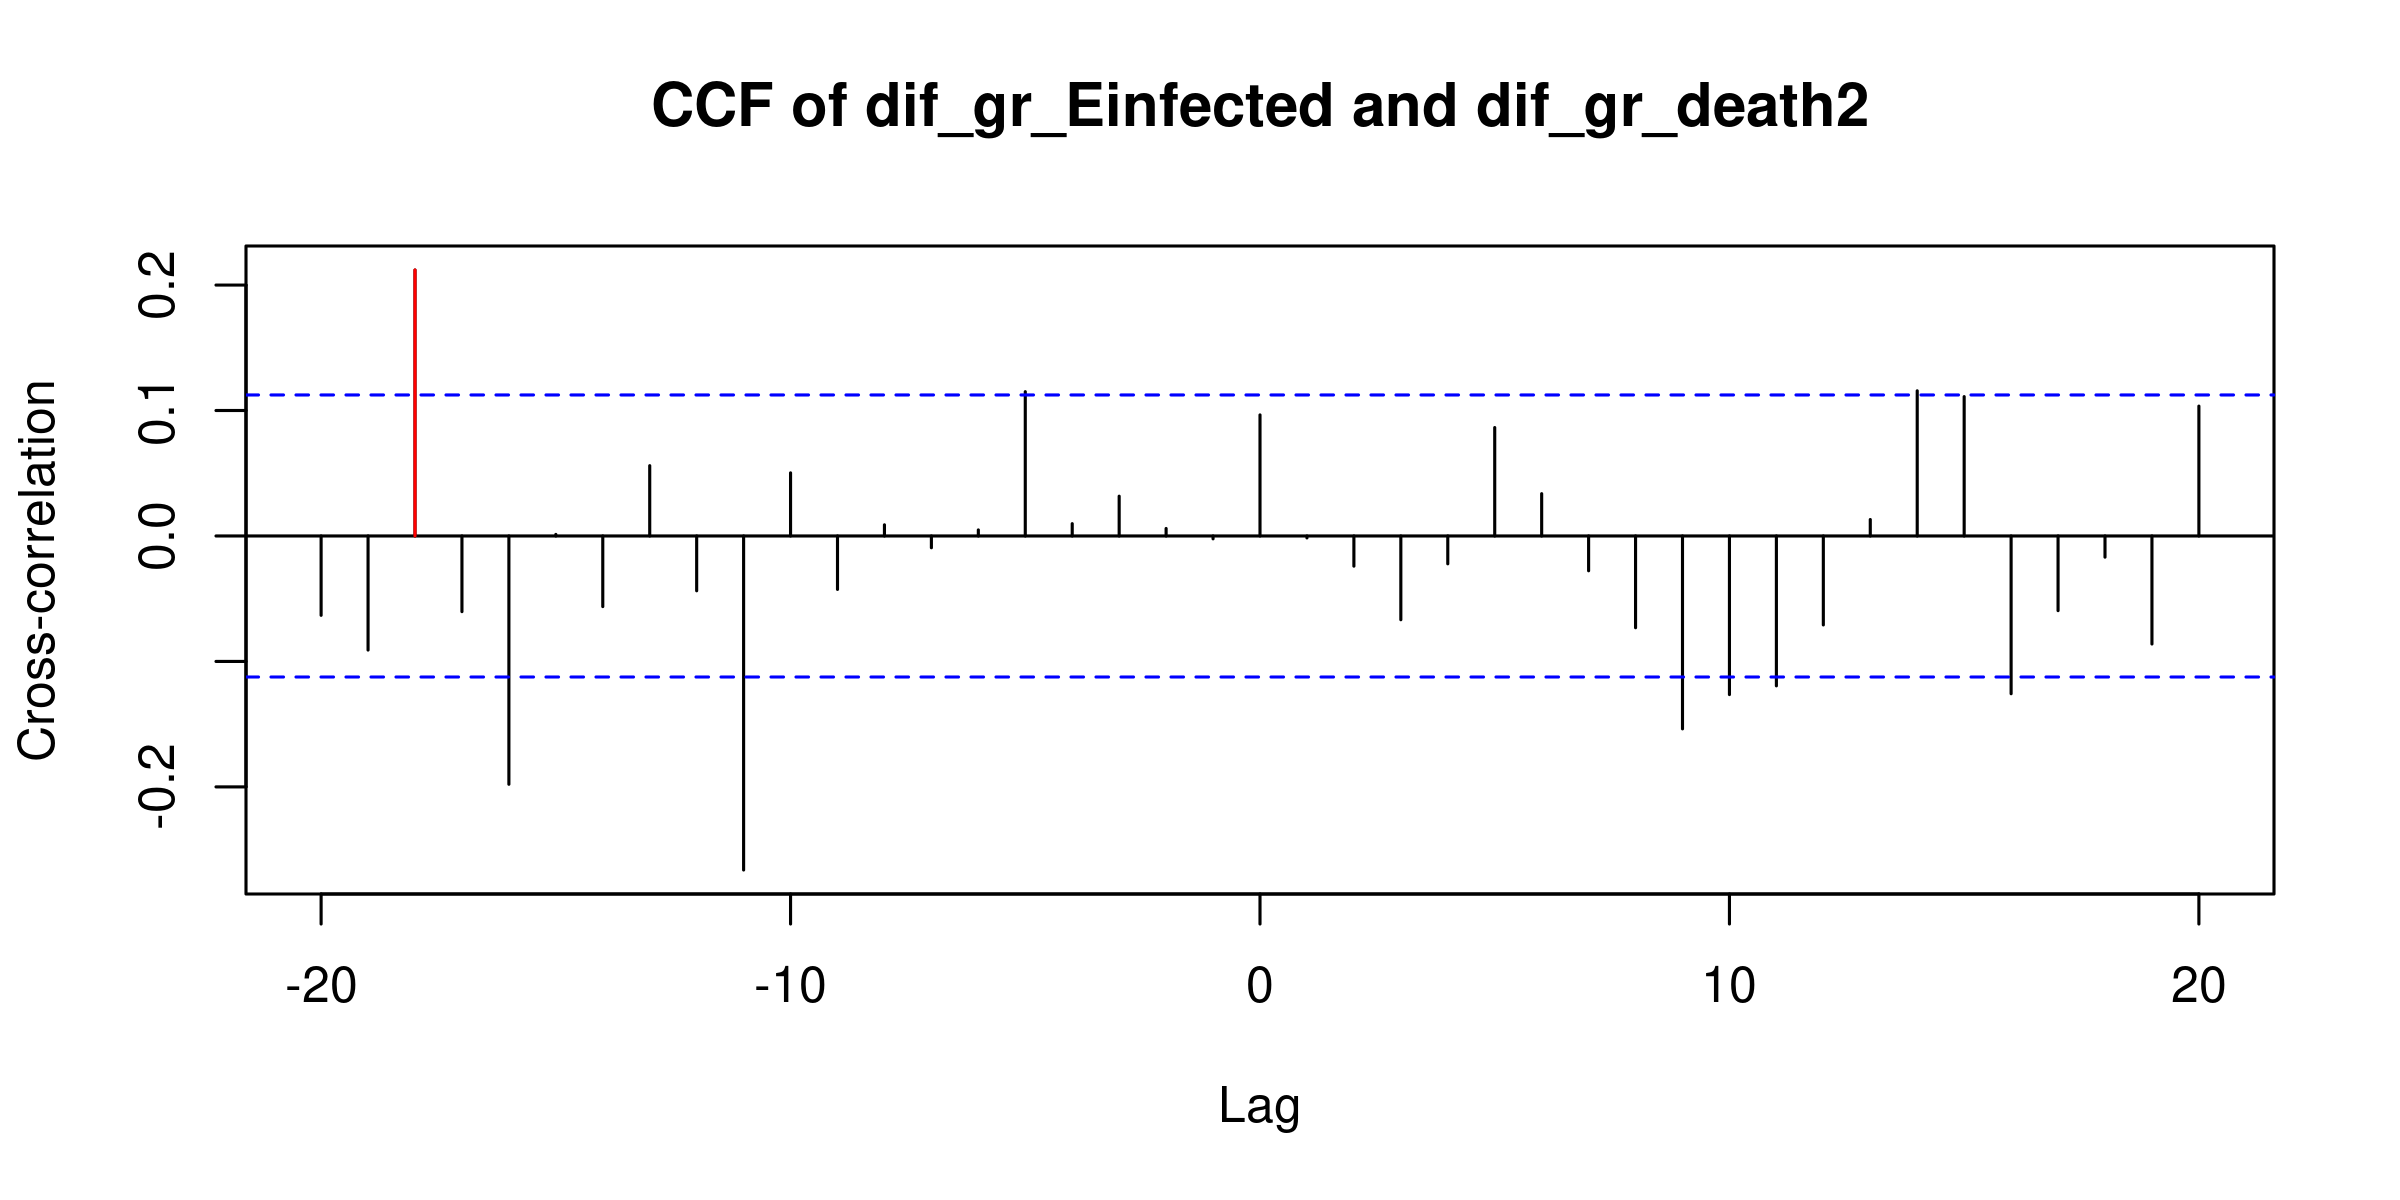 CCF of dif_gr_Einfected and dif_gr_death2
Cross-correlation
0.2
0.1
0.0
-0.2
-20 -10 0 10 20
Lag